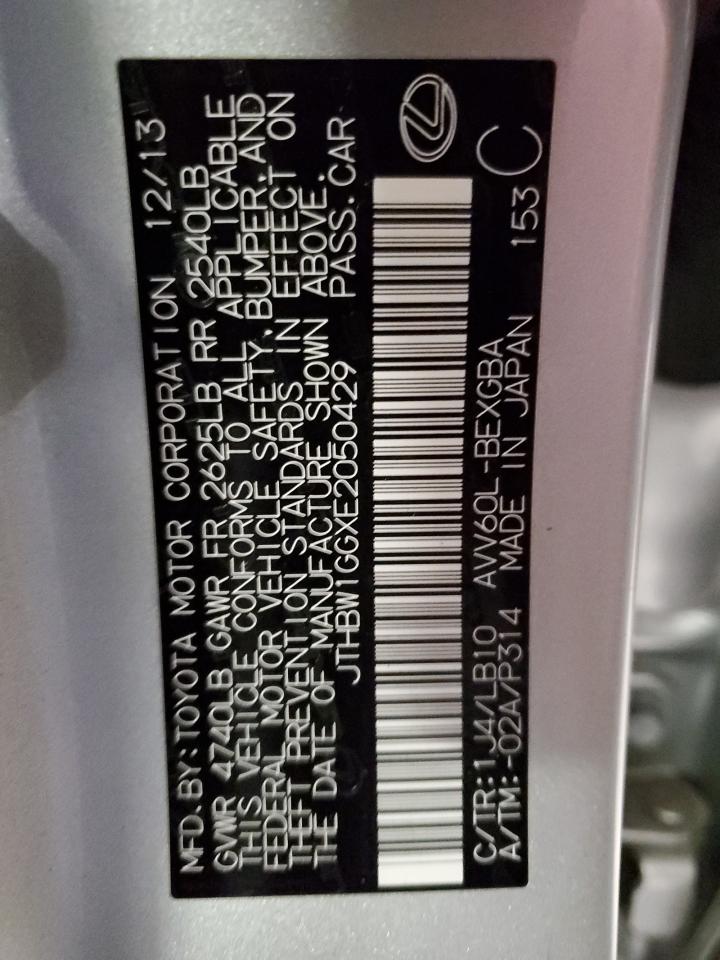 MFD.BY:TOYOTA MOTOR CORPORATION 12/13
GVWR 4740LB GAWR FR 2625LB RR 2540LB
THIS VEHICLE CONFORMS TO ALL APPLICABLE
FEDERAL MOTOR VEHICLE SAFETY, BUMPER, AND
THEFT PREVENTION STANDARDS IN EFFECT ON
THE DATE OF MANUFACTURE SHOWN ABOVE.
JTHBW1GGXE2050429 PASS.CAR
C/TR:1J4/LB10 AVV60L-BEXGBA
A/TM:-02A/P314 MADE IN JAPAN 153 C